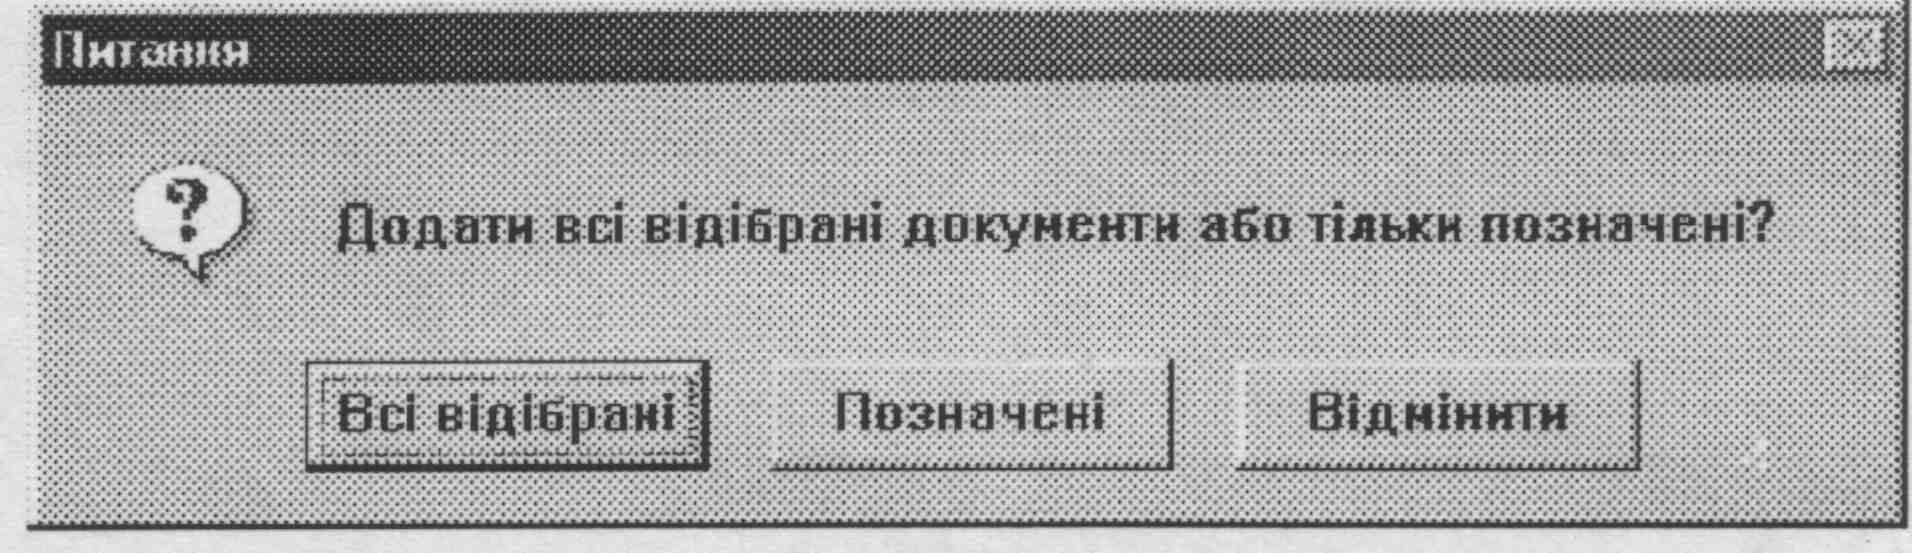 Питання
Додати всі відібрані документи або тільки позначені?
Всі відібрані Позначені Відмінити